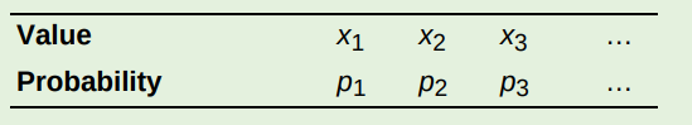 Value x1 x2 x3 …
Probability p1 p2 p3 …